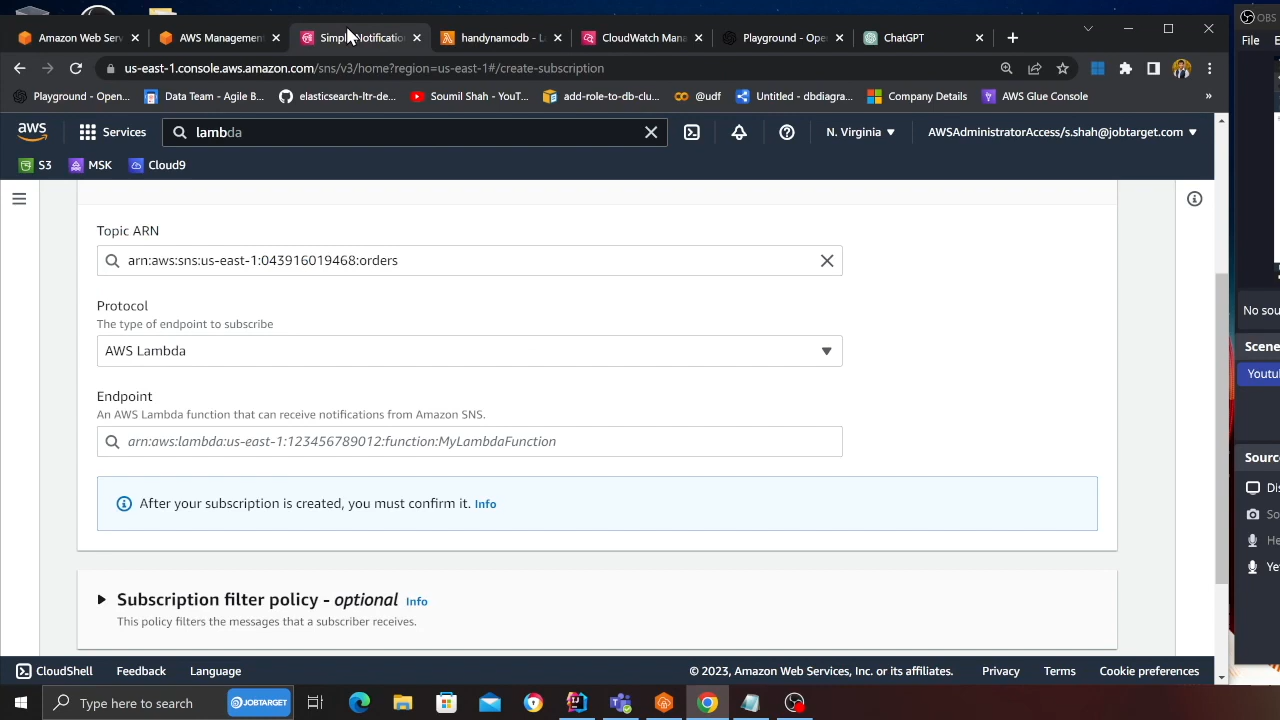 Amazon Web Serv
AWS Managemen
Simple Notificatio
handynamodb - L
CloudWatch Man
Playground - Ope
ChatGPT
us-east-1.console.aws.amazon.com/sns/v3/home?region=us-east-1#/create-subscription
Playground - Open...
Data Team - Agile B...
elasticsearch-ltr-de...
Soumil Shah - YouT...
add-role-to-db-clu...
@udf
Untitled - dbdiagra...
Company Details
AWS Glue Console
»
aws
Services
lambda
N. Virginia
AWSAdministratorAccess/s.shah@jobtarget.com
S3
MSK
Cloud9
Topic ARN
arn:aws:sns:us-east-1:043916019468:orders
Protocol
The type of endpoint to subscribe
AWS Lambda
Endpoint
An AWS Lambda function that can receive notifications from Amazon SNS.
arn:aws:lambda:us-east-1:123456789012:function:MyLambdaFunction
After your subscription is created, you must confirm it. Info
Subscription filter policy - optional Info
This policy filters the messages that a subscriber receives.
CloudShell
Feedback
Language
© 2023, Amazon Web Services, Inc. or its affiliates.
Privacy
Terms
Cookie preferences
Type here to search
JOBTARGET
OBS
File
E
No sou
Scene
Youtu
Sourc
Dis
So
He
Ye